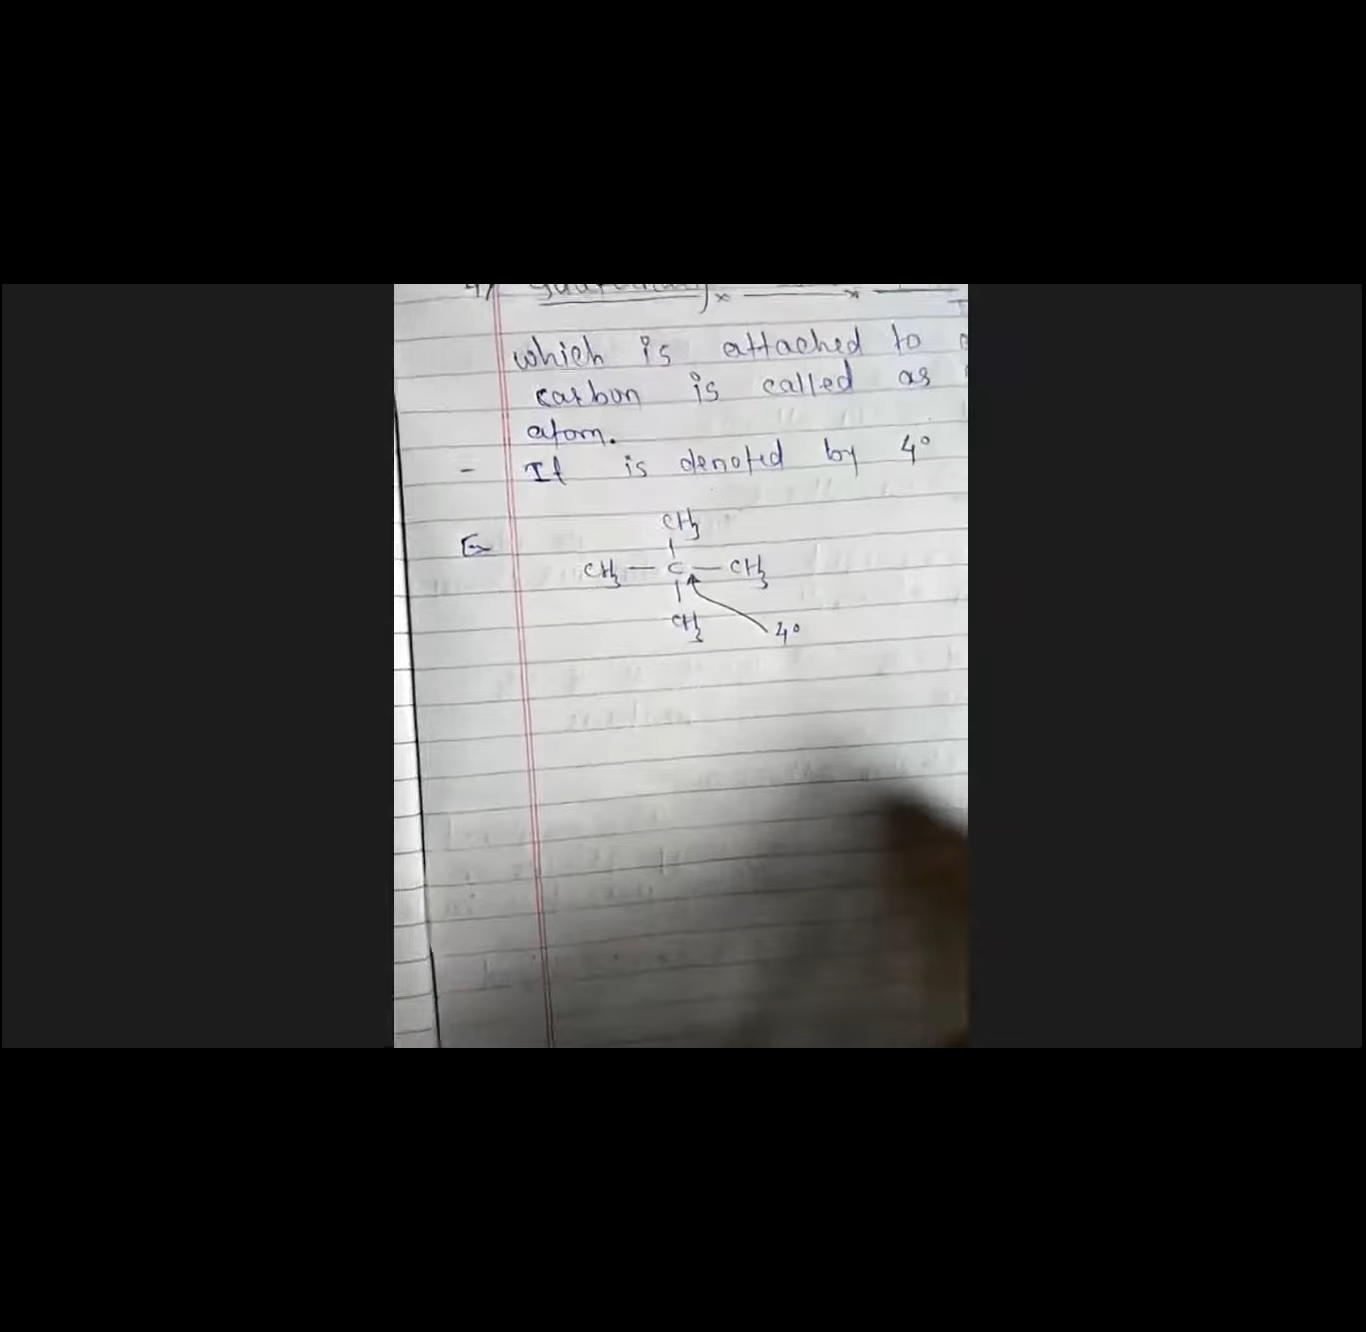 which is attached to
carbon is called as
atom.
- It is denoted by 4°
Ex
CH3
CH3 — C — CH3
CH3
4°